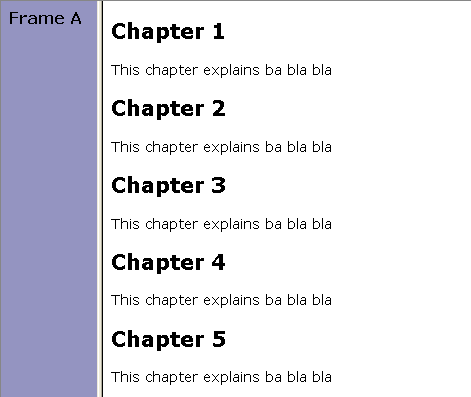 Frame A
Chapter 1
This chapter explains ba bla bla
Chapter 2
This chapter explains ba bla bla
Chapter 3
This chapter explains ba bla bla
Chapter 4
This chapter explains ba bla bla
Chapter 5
This chapter explains ba bla bla